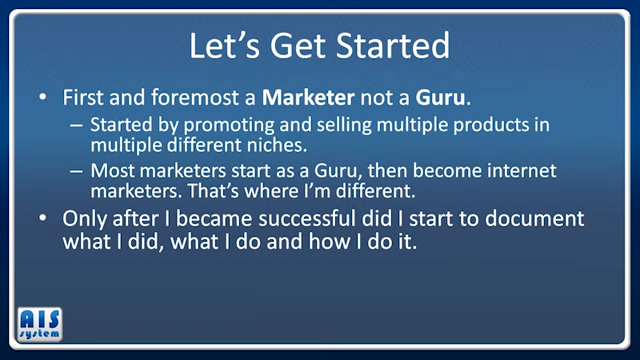 Let's Get Started
• First and foremost a Marketer not a Guru.
– Started by promoting and selling multiple products in
multiple different niches.
– Most marketers start as a Guru, then become internet
marketers. That's where I'm different.
• Only after I became successful did I start to document
what I did, what I do and how I do it.
AIS
system